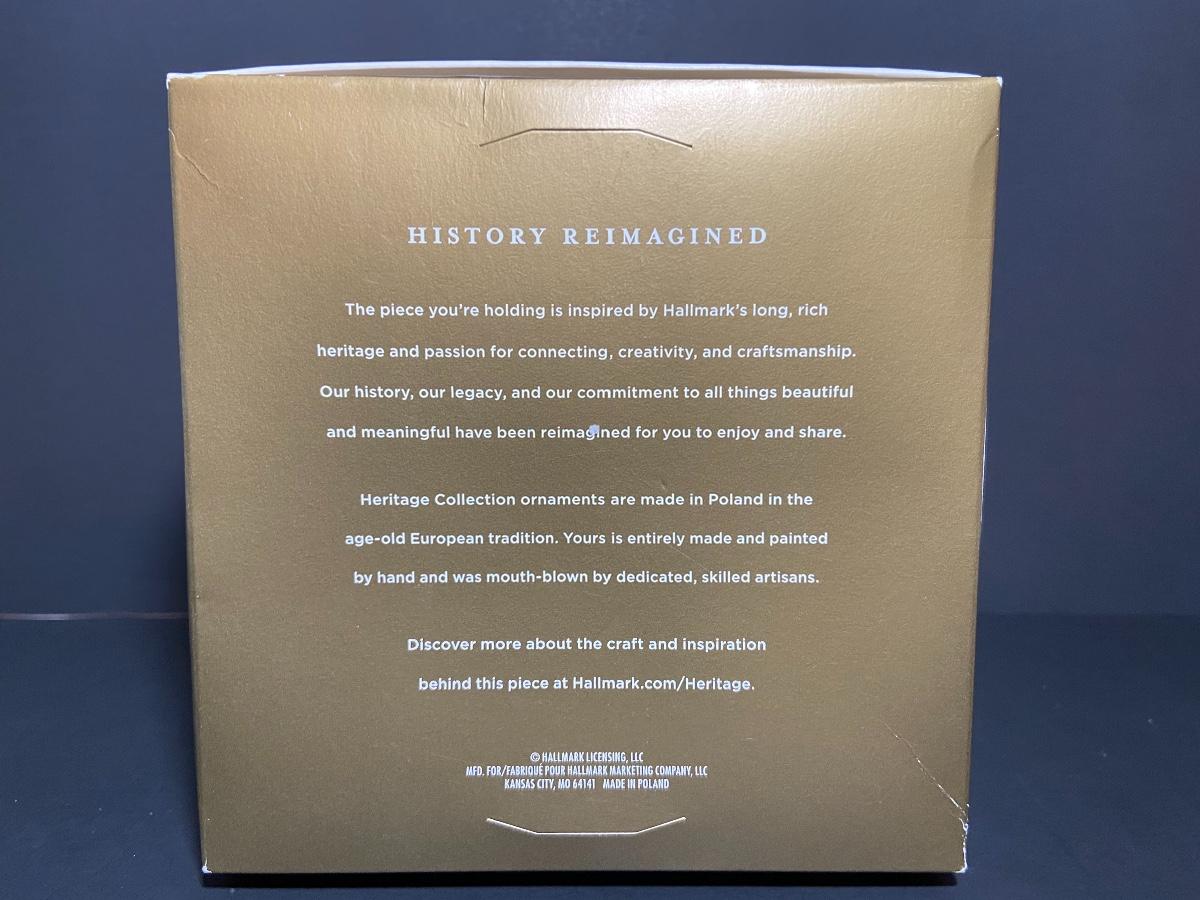 HISTORY REIMAGINED
The piece you're holding is inspired by Hallmark's long, rich
heritage and passion for connecting, creativity, and craftsmanship.
Our history, our legacy, and our commitment to all things beautiful
and meaningful have been reimagined for you to enjoy and share.
Heritage Collection ornaments are made in Poland in the
age-old European tradition. Yours is entirely made and painted
by hand and was mouth-blown by dedicated, skilled artisans.
Discover more about the craft and inspiration
behind this piece at Hallmark.com/Heritage.
© HALLMARK LICENSING, LLC
MFD. FOR/FABRIQUÉ POUR HALLMARK MARKETING COMPANY, LLC
KANSAS CITY, MO 64141 MADE IN POLAND